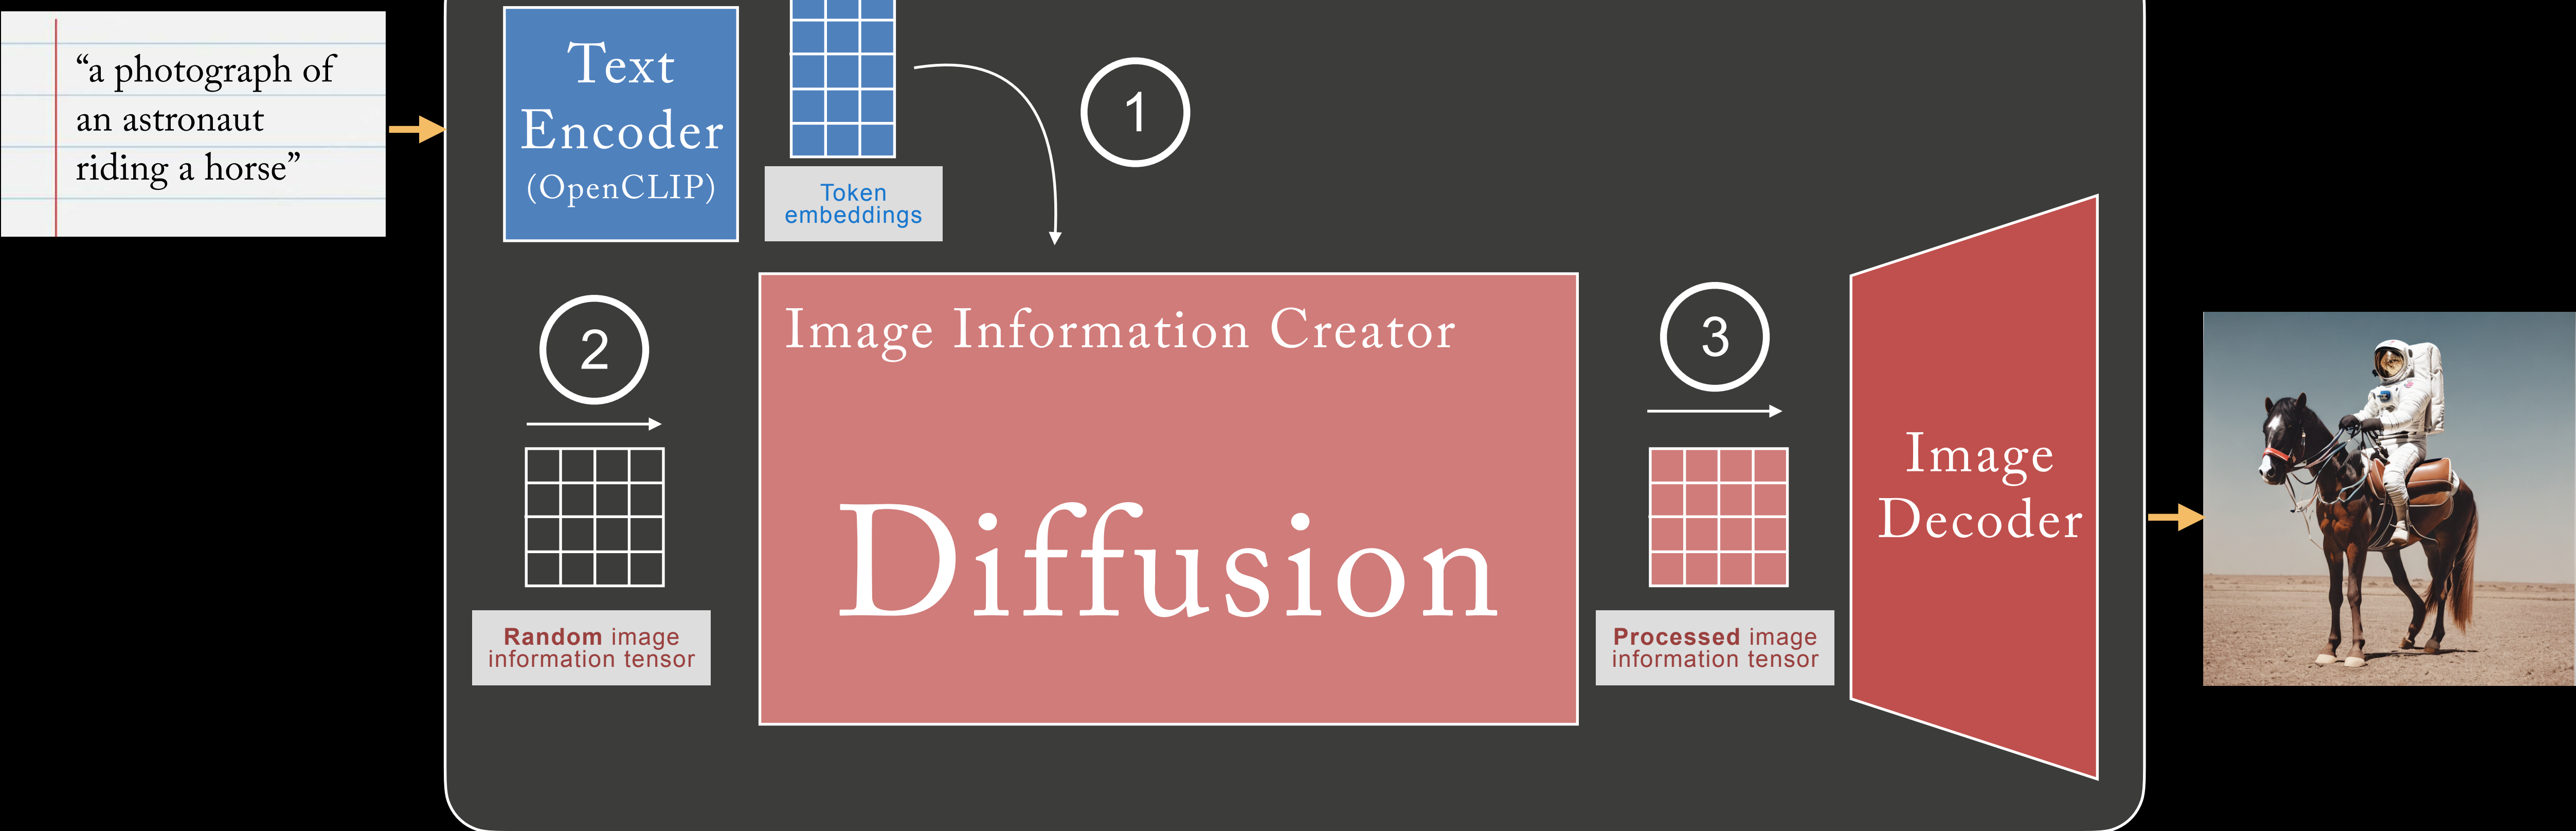 “a photograph of
an astronaut
riding a horse”
Text
Encoder
(OpenCLIP)
Token
embeddings
1
2
Random image
information tensor
Image Information Creator
Diffusion
3
Processed image
information tensor
Image
Decoder